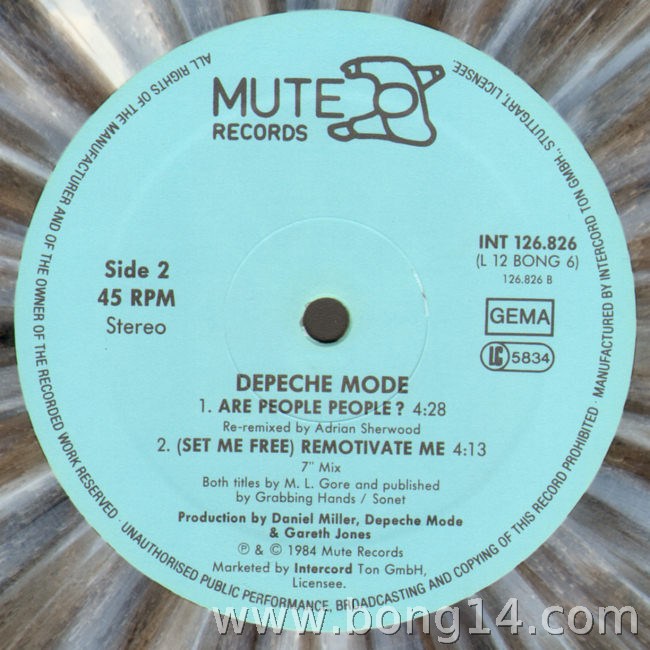 MUTE
RECORDS
Side 2
45 RPM
Stereo
INT 126.826
(L 12 BONG 6)
126.826 B
GEMA
LC 5834
DEPECHE MODE
1. ARE PEOPLE PEOPLE? 4:28
Re-remixed by Adrian Sherwood
2. (SET ME FREE) REMOTIVATE ME 4:13
7" Mix
Both titles by M. L. Gore and published
by Grabbing Hands / Sonet
Production by Daniel Miller, Depeche Mode
& Gareth Jones
℗ & © 1984 Mute Records
Marketed by Intercord Ton GmbH,
Licensee.
ALL RIGHTS OF THE MANUFACTURER AND OF THE OWNER OF THE RECORDED WORK RESERVED · UNAUTHORISED PUBLIC PERFORMANCE, BROADCASTING AND COPYING OF THIS RECORD PROHIBITED · MANUFACTURED BY INTERCORD TON GMBH., STUTTGART, LICENSEE.
www.bong14.com